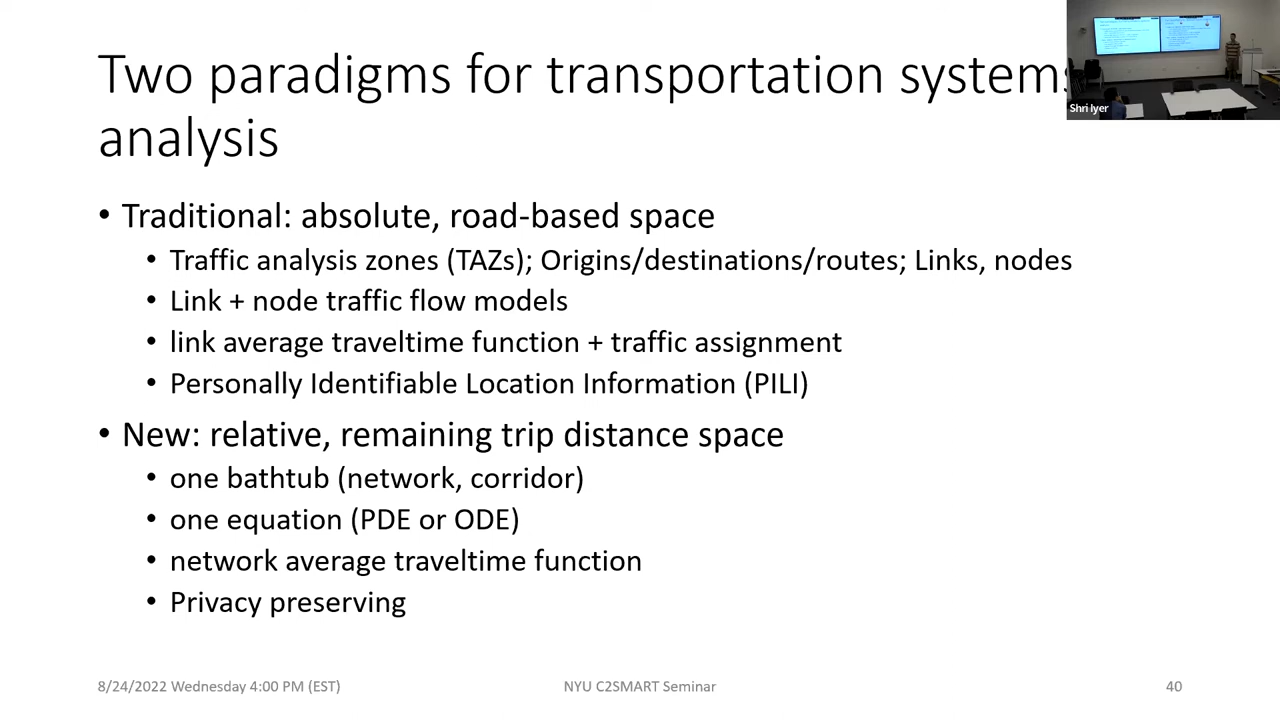 Two paradigms for transportation systems
analysis
• Traditional: absolute, road-based space
• Traffic analysis zones (TAZs); Origins/destinations/routes; Links, nodes
• Link + node traffic flow models
• link average traveltime function + traffic assignment
• Personally Identifiable Location Information (PILI)
• New: relative, remaining trip distance space
• one bathtub (network, corridor)
• one equation (PDE or ODE)
• network average traveltime function
• Privacy preserving
8/24/2022 Wednesday 4:00 PM (EST)
NYU C2SMART Seminar
40
Shri Iyer